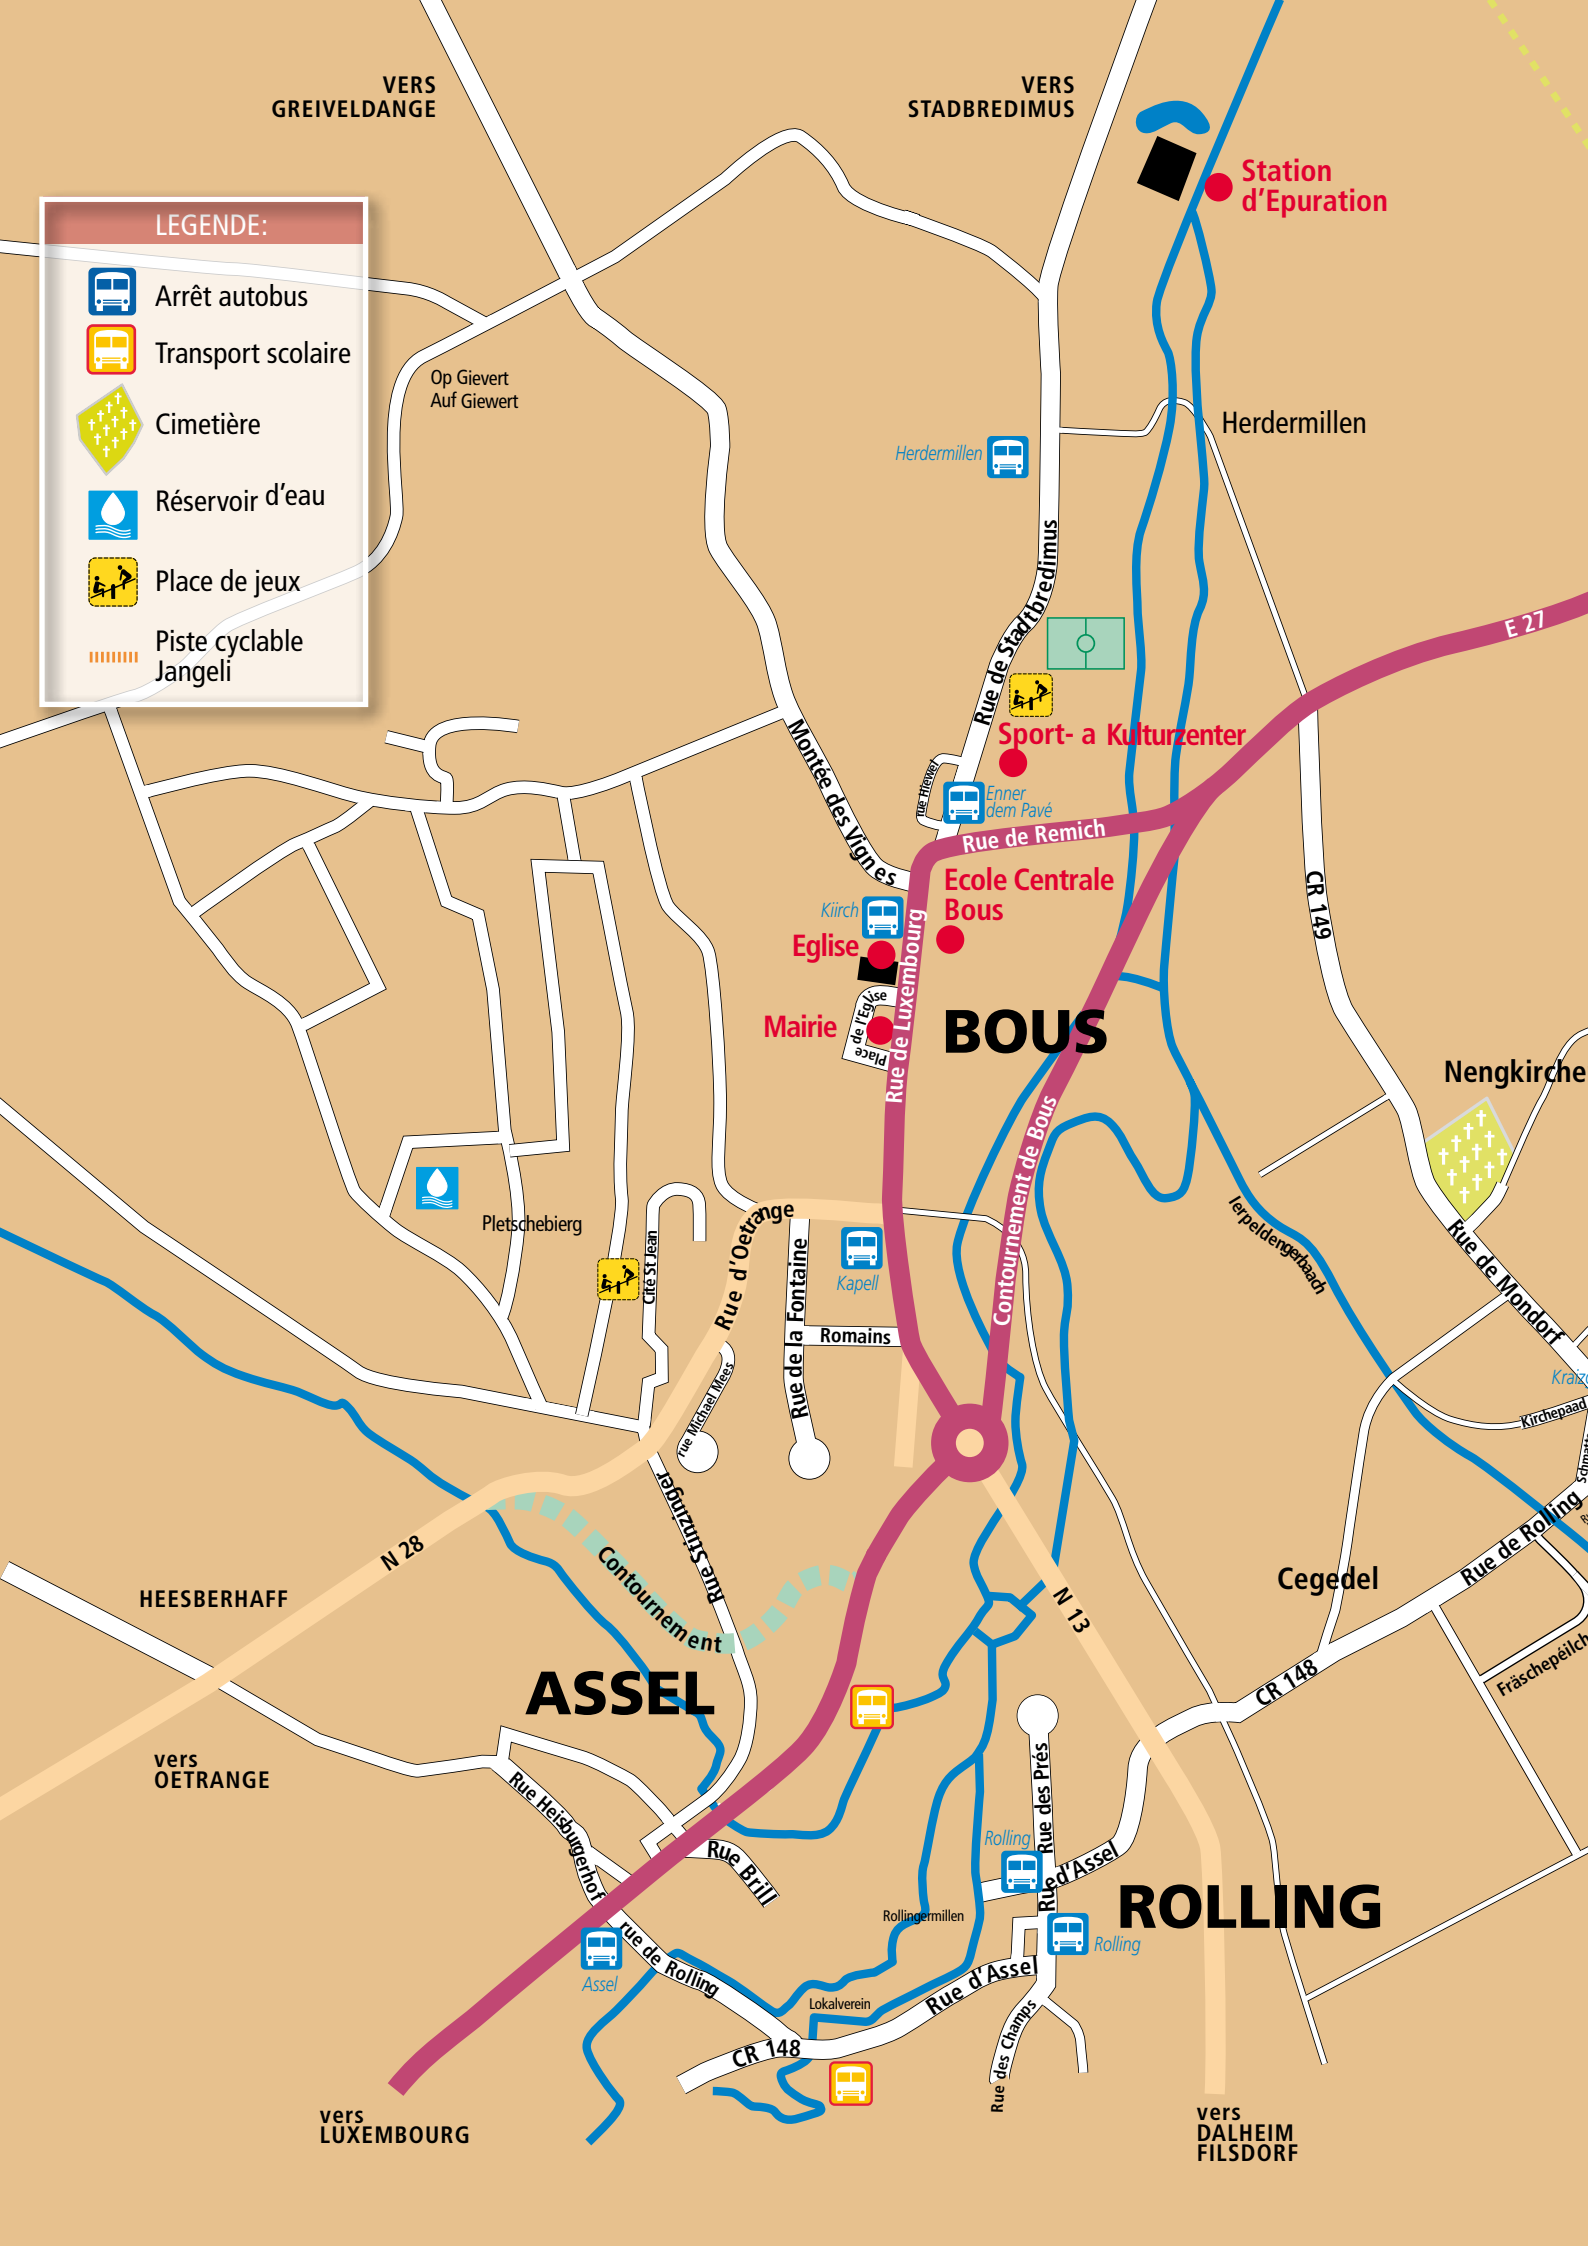 VERS
GREIVELDANGE
VERS
STADBREDIMUS
Station
d'Epuration
LEGENDE:
Arrêt autobus
Transport scolaire
Cimetière
Réservoir d'eau
Place de jeux
Piste cyclable
Jangeli
Op Gievert
Auf Giewert
Herdermillen
Herdermillen
Rue de Stadtbredimus
E 27
Sport- a Kulturzenter
Montée des Vignes
rue Hiewel
Enner
dem Pavé
Rue de Remich
Ecole Centrale
Bous
CR 149
Kiirch
Eglise
Rue de Luxembourg
Place de l'Eglise
Mairie
BOUS
Nengkirche
Contournement de Bous
Ierpeldengerbaach
Pletschebierg
Cité St Jean
Rue d'Oetrange
Rue de la Fontaine
Kapell
Romains
Rue de Mondorf
rue Michael Mees
Kirchepaad
Rue Stinzinger
N 28
Contournement
HEESBERHAFF
Cegedel
Rue de Rolling
N 13
Fräschepéilch
CR 148
ASSEL
vers
OETRANGE
Rue Heisburgerhof
Rue Brill
Rue des Prés
Rolling
Rue d'Assel
ROLLING
Rollingermillen
Rolling
Assel
rue de Rolling
Lokalverein
Rue d'Assel
CR 148
Rue des Champs
vers
LUXEMBOURG
vers
DALHEIM
FILSDORF